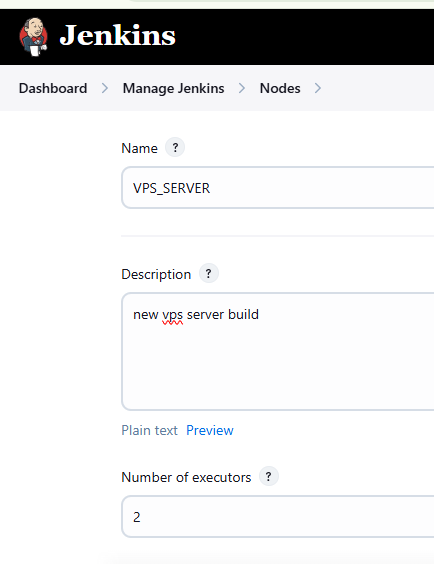 Jenkins
Dashboard > Manage Jenkins > Nodes >
Name ?
VPS_SERVER
Description ?
new vps server build
Plain text Preview
Number of executors ?
2